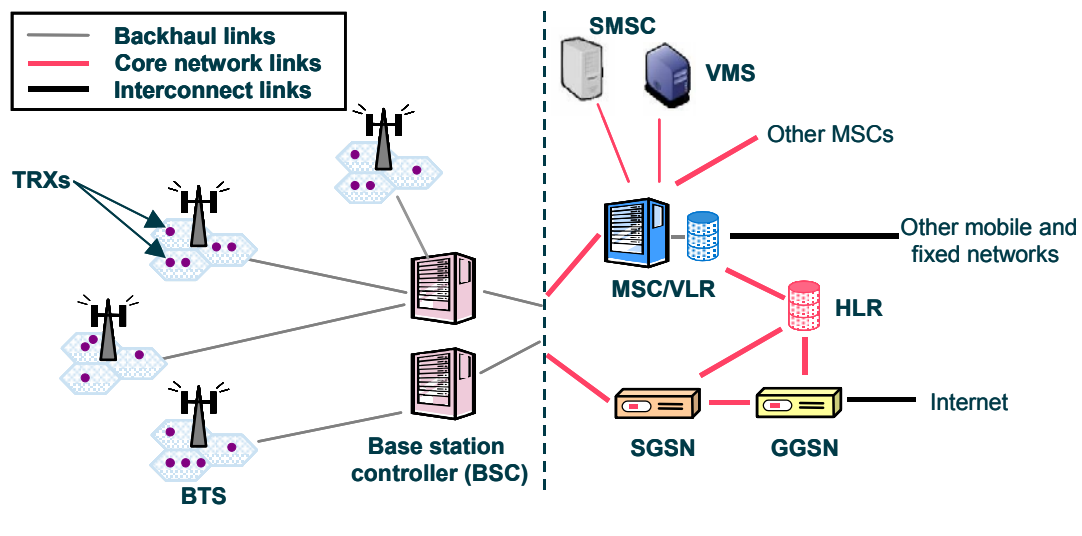 Backhaul links
Core network links
Interconnect links
SMSC
VMS
Other MSCs
TRXs
Other mobile and
fixed networks
MSC/VLR
HLR
Internet
SGSN
GGSN
Base station
controller (BSC)
BTS